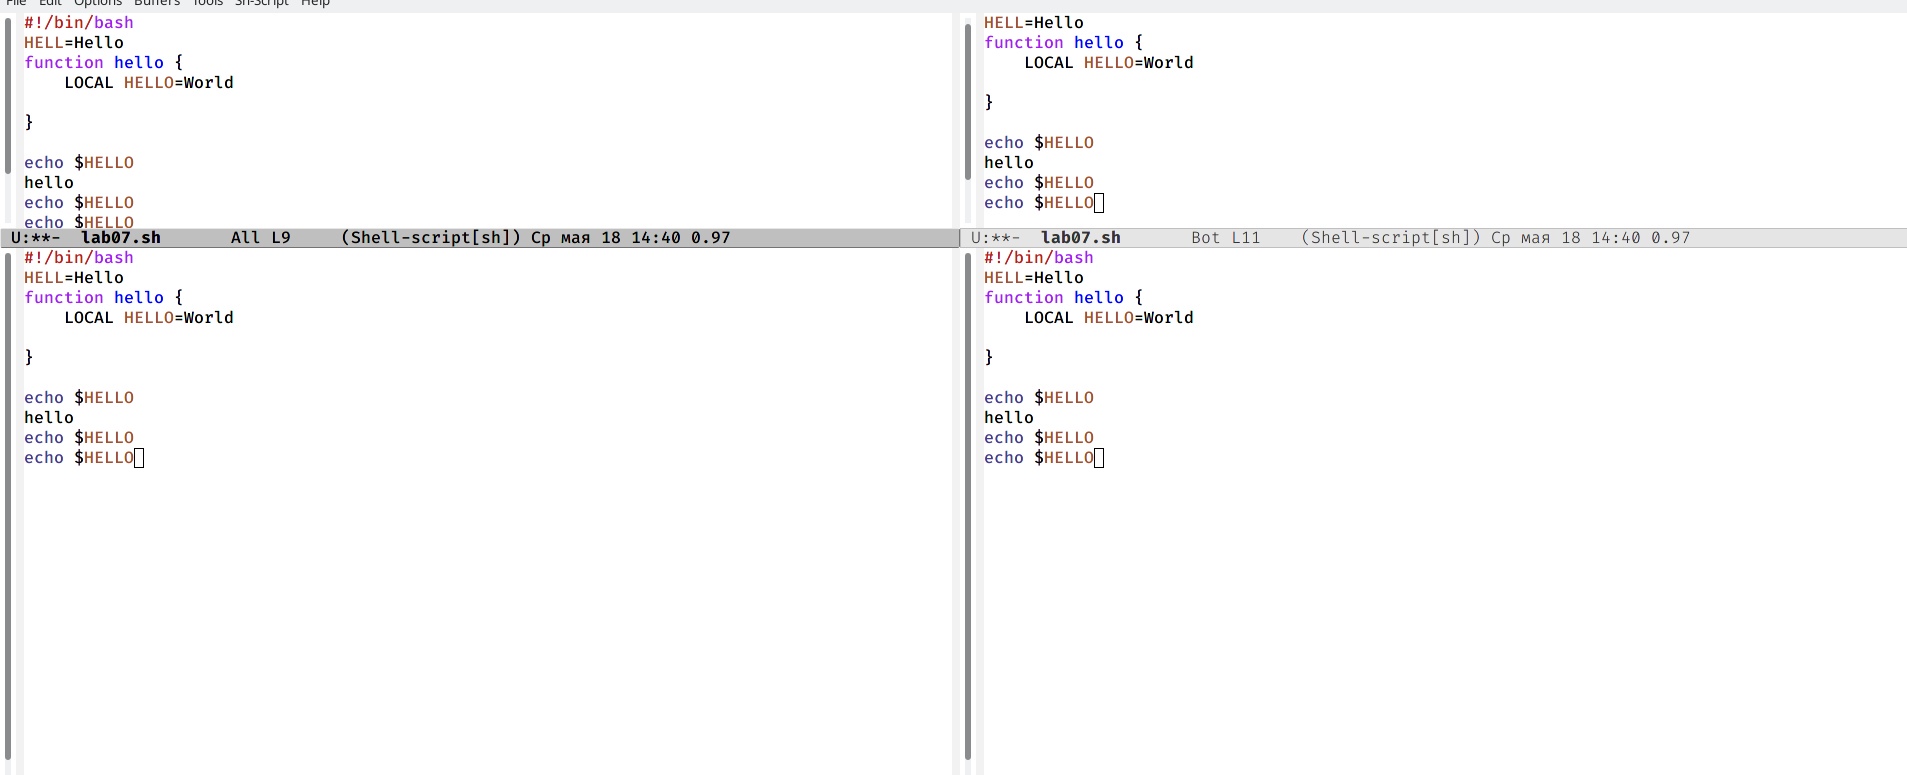 File Edit Options Buffers Tools Sh-Script Help
#!/bin/bash
HELL=Hello
function hello {
    LOCAL HELLO=World
}
echo $HELLO
hello
echo $HELLO
echo $HELLO
U:**-  lab07.sh       All L9     (Shell-script[sh]) Ср мая 18 14:40 0.97
HELL=Hello
function hello {
    LOCAL HELLO=World
}
echo $HELLO
hello
echo $HELLO
echo $HELLO
U:**-  lab07.sh       Bot L11    (Shell-script[sh]) Ср мая 18 14:40 0.97
#!/bin/bash
HELL=Hello
function hello {
    LOCAL HELLO=World
}
echo $HELLO
hello
echo $HELLO
echo $HELLO
#!/bin/bash
HELL=Hello
function hello {
    LOCAL HELLO=World
}
echo $HELLO
hello
echo $HELLO
echo $HELLO